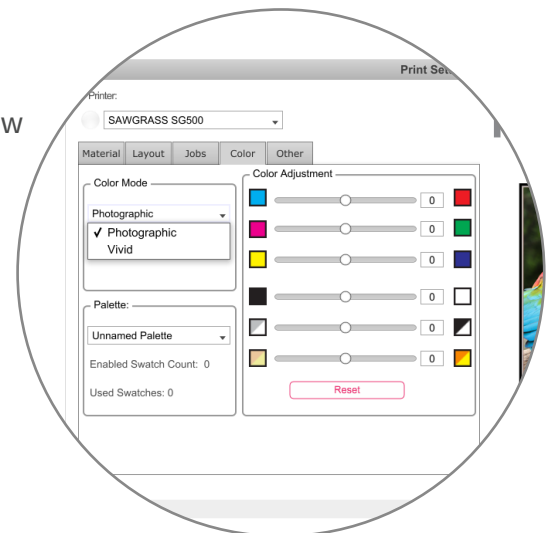 w
Print Set
Printer:
SAWGRASS SG500
Material Layout Jobs Color Other
Color Mode
Photographic
✓ Photographic
Vivid
Palette:
Unnamed Palette
Enabled Swatch Count: 0
Used Swatches: 0
Color Adjustment
0
0
0
0
0
0
Reset